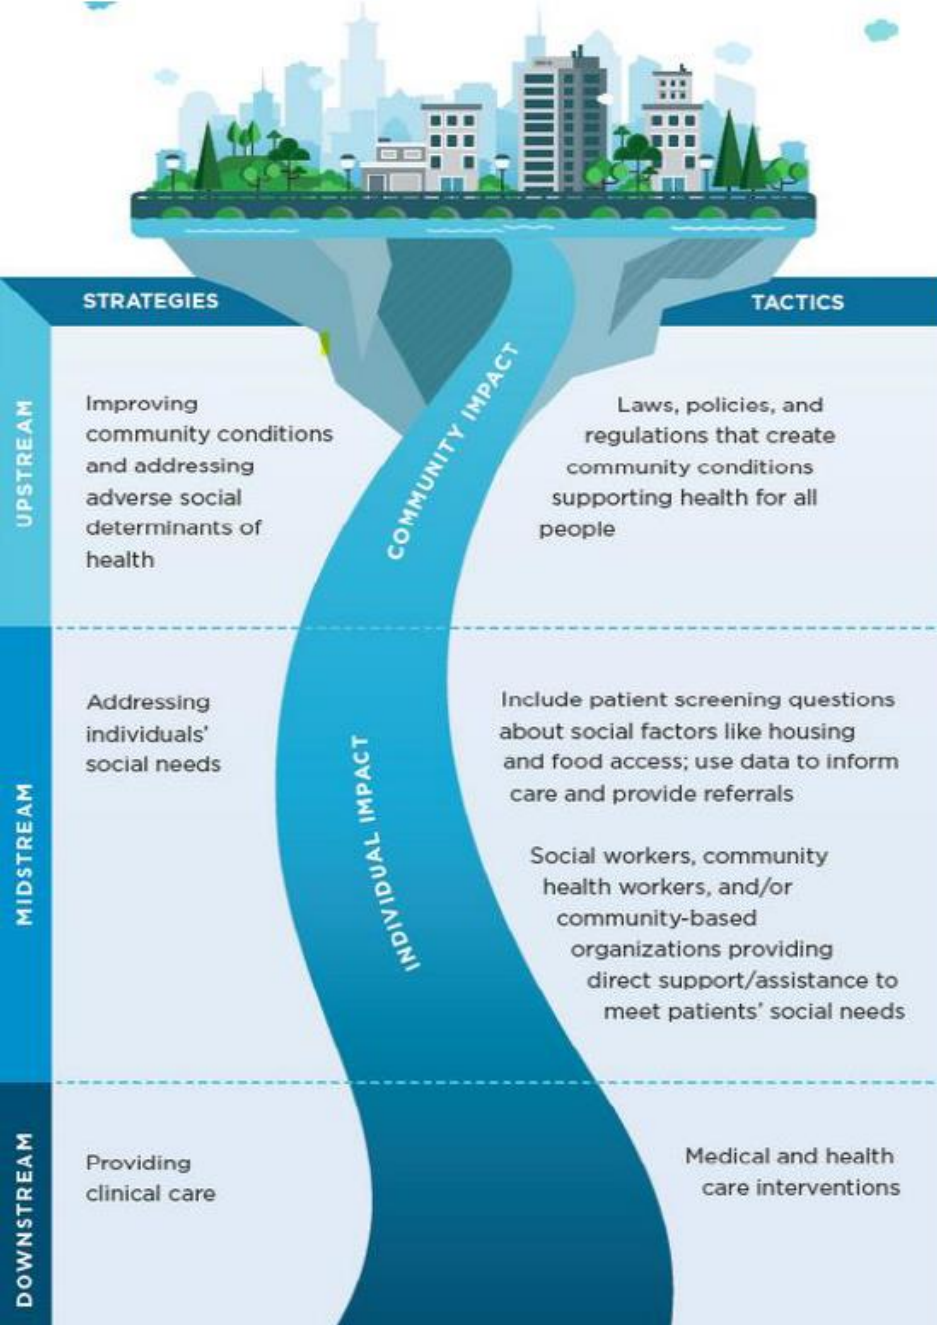 STRATEGIES
TACTICS
UPSTREAM
Improving
community conditions
and addressing
adverse social
determinants of
health
COMMUNITY IMPACT
Laws, policies, and
regulations that create
community conditions
supporting health for all
people
MIDSTREAM
Addressing
individuals'
social needs
INDIVIDUAL IMPACT
Include patient screening questions
about social factors like housing
and food access; use data to inform
care and provide referrals
Social workers, community
health workers, and/or
community-based
organizations providing
direct support/assistance to
meet patients' social needs
DOWNSTREAM
Providing
clinical care
Medical and health
care interventions